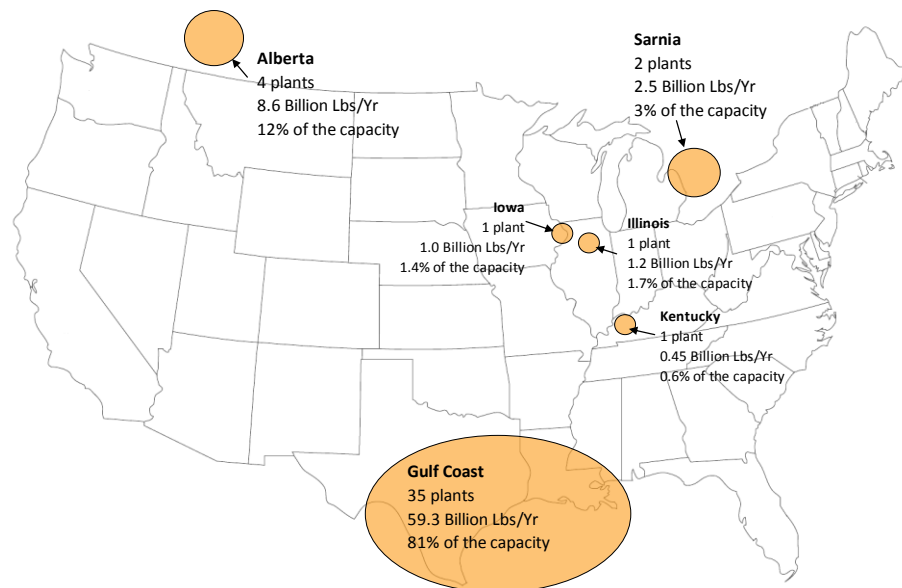 Alberta
4 plants
8.6 Billion Lbs/Yr
12% of the capacity
Sarnia
2 plants
2.5 Billion Lbs/Yr
3% of the capacity
Iowa
1 plant
1.0 Billion Lbs/Yr
1.4% of the capacity
Illinois
1 plant
1.2 Billion Lbs/Yr
1.7% of the capacity
Kentucky
1 plant
0.45 Billion Lbs/Yr
0.6% of the capacity
Gulf Coast
35 plants
59.3 Billion Lbs/Yr
81% of the capacity